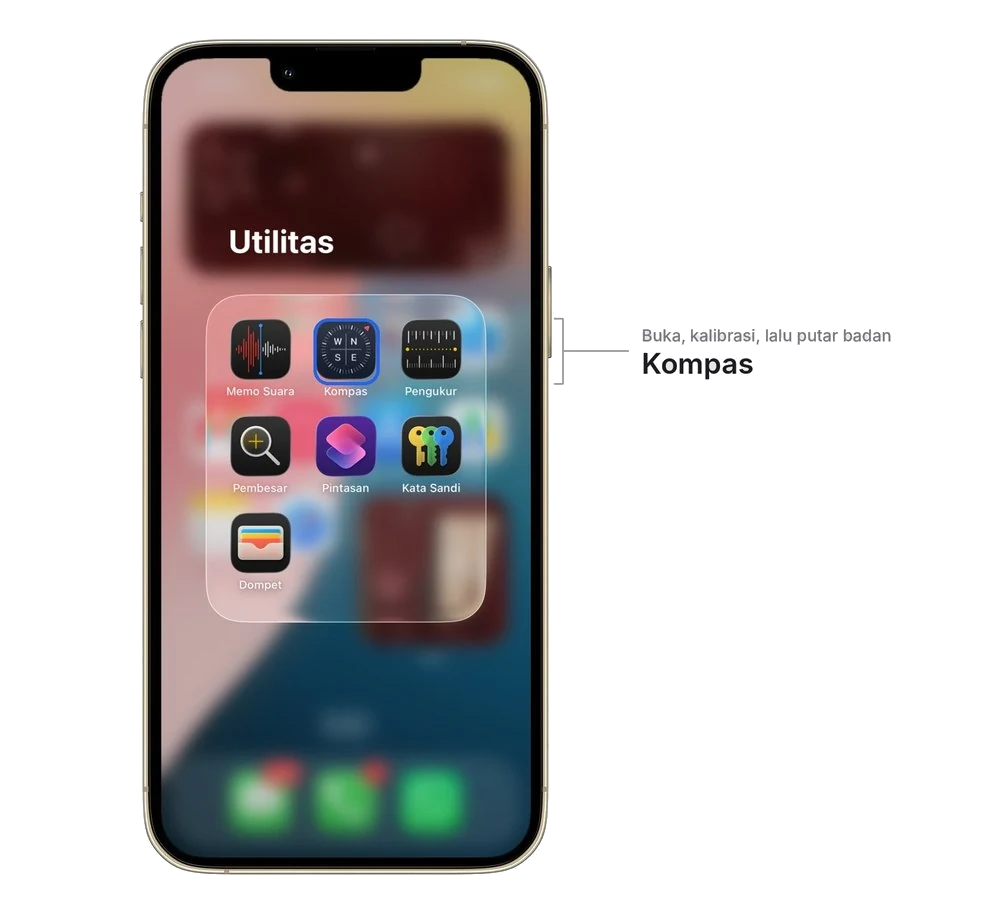 Utilitas
W N
S E
Memo Suara
Kompas
Pengukur
Pembesar
Pintasan
Kata Sandi
Dompet
Buka, kalibrasi, lalu putar badan
Kompas